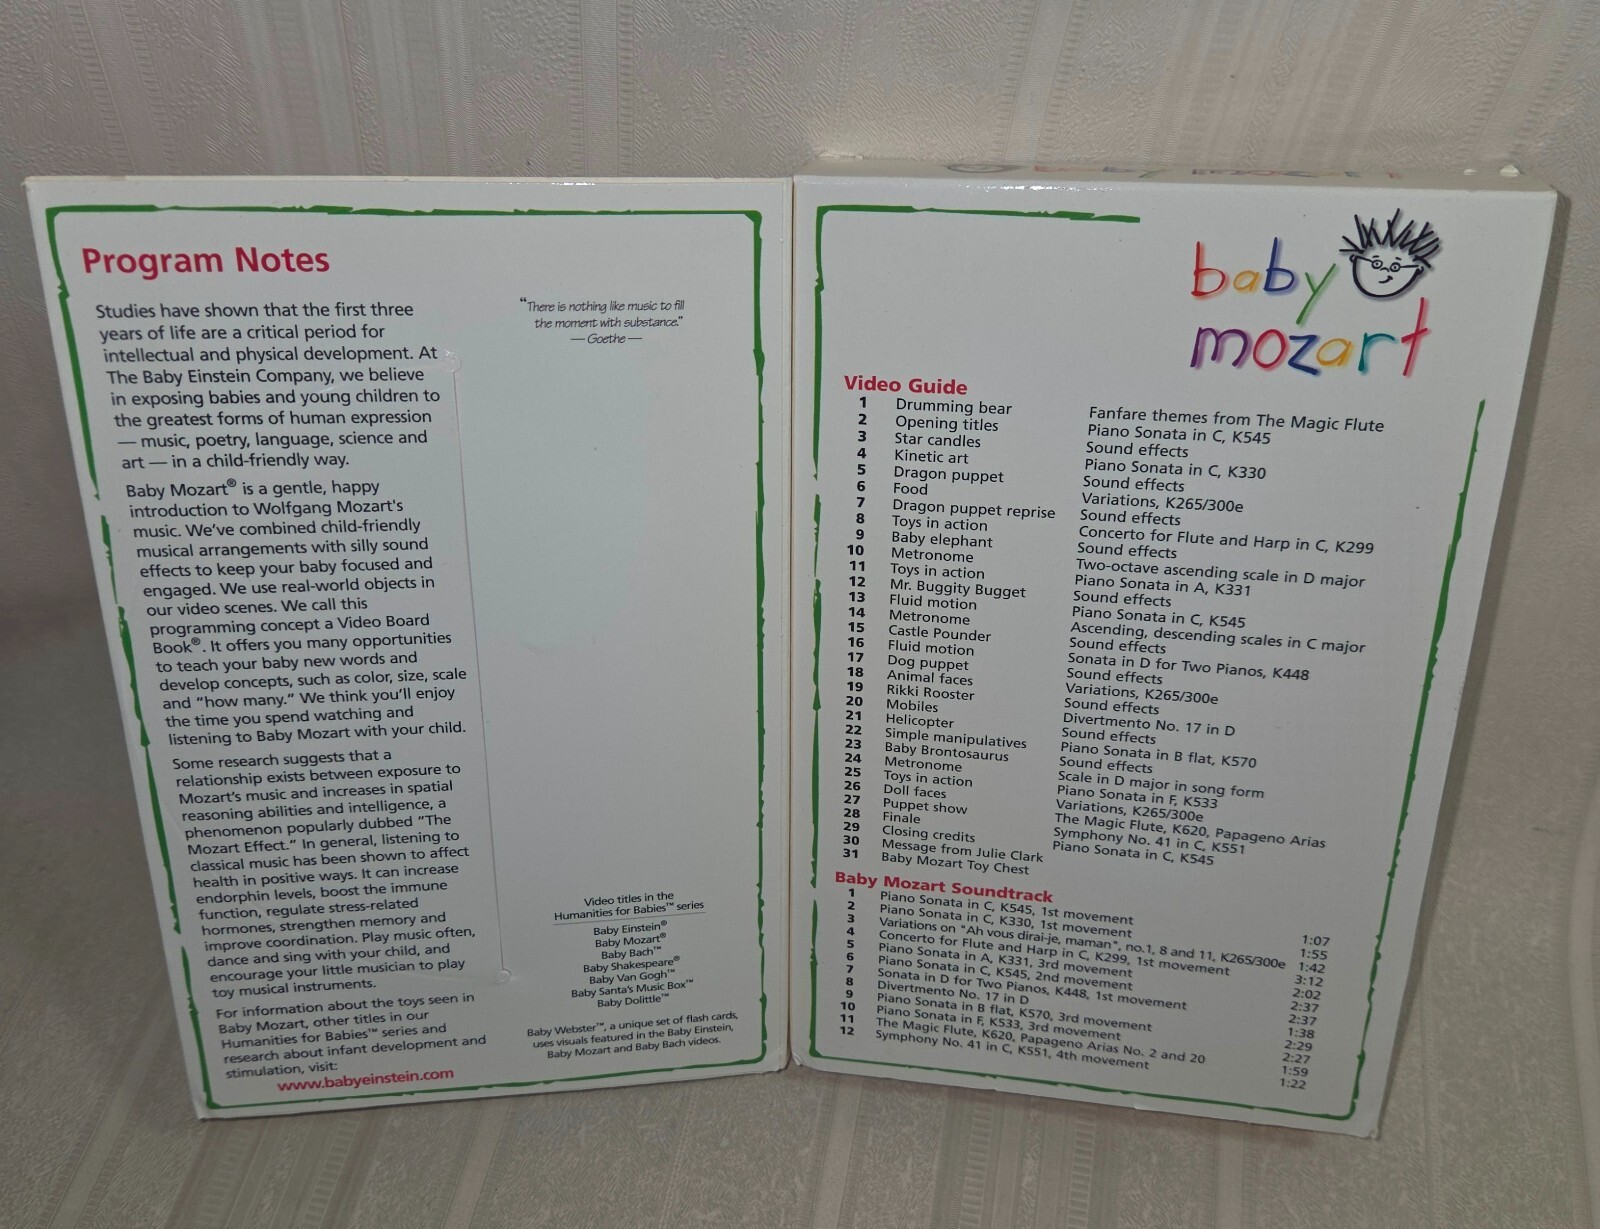 Program Notes
Studies have shown that the first three
years of life are a critical period for
intellectual and physical development. At
The Baby Einstein Company, we believe
in exposing babies and young children to
the greatest forms of human expression
— music, poetry, language, science and
art — in a child-friendly way.
Baby Mozart® is a gentle, happy
introduction to Wolfgang Mozart's
music. We've combined child-friendly
musical arrangements with silly sound
effects to keep your baby focused and
engaged. We use real-world objects in
our video scenes. We call this
programming concept a Video Board
Book®. It offers you many opportunities
to teach your baby new words and
develop concepts, such as color, size, scale
and "how many." We think you'll enjoy
the time you spend watching and
listening to Baby Mozart with your child.
Some research suggests that a
relationship exists between exposure to
Mozart's music and increases in spatial
reasoning abilities and intelligence, a
phenomenon popularly dubbed "The
Mozart Effect." In general, listening to
classical music has been shown to affect
health in positive ways. It can increase
endorphin levels, boost the immune
function, regulate stress-related
hormones, strengthen memory and
improve coordination. Play music often,
dance and sing with your child, and
encourage your little musician to play
toy musical instruments.
For information about the toys seen in
Baby Mozart, other titles in our
Humanities for Babies™ series and
research about infant development and
stimulation, visit:
www.babyeinstein.com
"There is nothing like music to fill
the moment with substance."
— Goethe —
Video titles in the
Humanities for Babies™ series
Baby Einstein®
Baby Mozart®
Baby Bach™
Baby Shakespeare®
Baby Van Gogh™
Baby Santa's Music Box™
Baby Dolittle™
Baby Webster™, a unique set of flash cards,
uses visuals featured in the Baby Einstein,
Baby Mozart and Baby Bach videos.
baby
mozart
Video Guide
1 Drumming bear Fanfare themes from The Magic Flute
2 Opening titles Piano Sonata in C, K545
3 Star candles Sound effects
4 Kinetic art Piano Sonata in C, K330
5 Dragon puppet Sound effects
6 Food Variations, K265/300e
7 Dragon puppet reprise Sound effects
8 Toys in action Concerto for Flute and Harp in C, K299
9 Baby elephant Sound effects
10 Metronome Two-octave ascending scale in D major
11 Toys in action Piano Sonata in A, K331
12 Mr. Buggity Bugget Sound effects
13 Fluid motion Piano Sonata in C, K545
14 Metronome Ascending, descending scales in C major
15 Castle Pounder Sound effects
16 Fluid motion Sonata in D for Two Pianos, K448
17 Dog puppet Sound effects
18 Animal faces Variations, K265/300e
19 Rikki Rooster Sound effects
20 Mobiles Divertmento No. 17 in D
21 Helicopter Sound effects
22 Simple manipulatives Piano Sonata in B flat, K570
23 Baby Brontosaurus Sound effects
24 Metronome Scale in D major in song form
25 Toys in action Piano Sonata in F, K533
26 Doll faces Variations, K265/300e
27 Puppet show The Magic Flute, K620, Papageno Arias
28 Finale Symphony No. 41 in C, K551
29 Closing credits Piano Sonata in C, K545
30 Message from Julie Clark
31 Baby Mozart Toy Chest
Baby Mozart Soundtrack
1 Piano Sonata in C, K545, 1st movement 1:07
2 Piano Sonata in C, K330, 1st movement 1:55
3 Variations on "Ah vous dirai-je, maman", no.1, 8 and 11, K265/300e 1:42
4 Concerto for Flute and Harp in C, K299, 1st movement 3:12
5 Piano Sonata in A, K331, 3rd movement 2:02
6 Piano Sonata in C, K545, 2nd movement 2:37
7 Sonata in D for Two Pianos, K448, 1st movement 2:37
8 Divertmento No. 17 in D 1:38
9 Piano Sonata in B flat, K570, 3rd movement 2:29
10 Piano Sonata in F, K533, 3rd movement 2:27
11 The Magic Flute, K620, Papageno Arias No. 2 and 20 1:59
12 Symphony No. 41 in C, K551, 4th movement 1:22